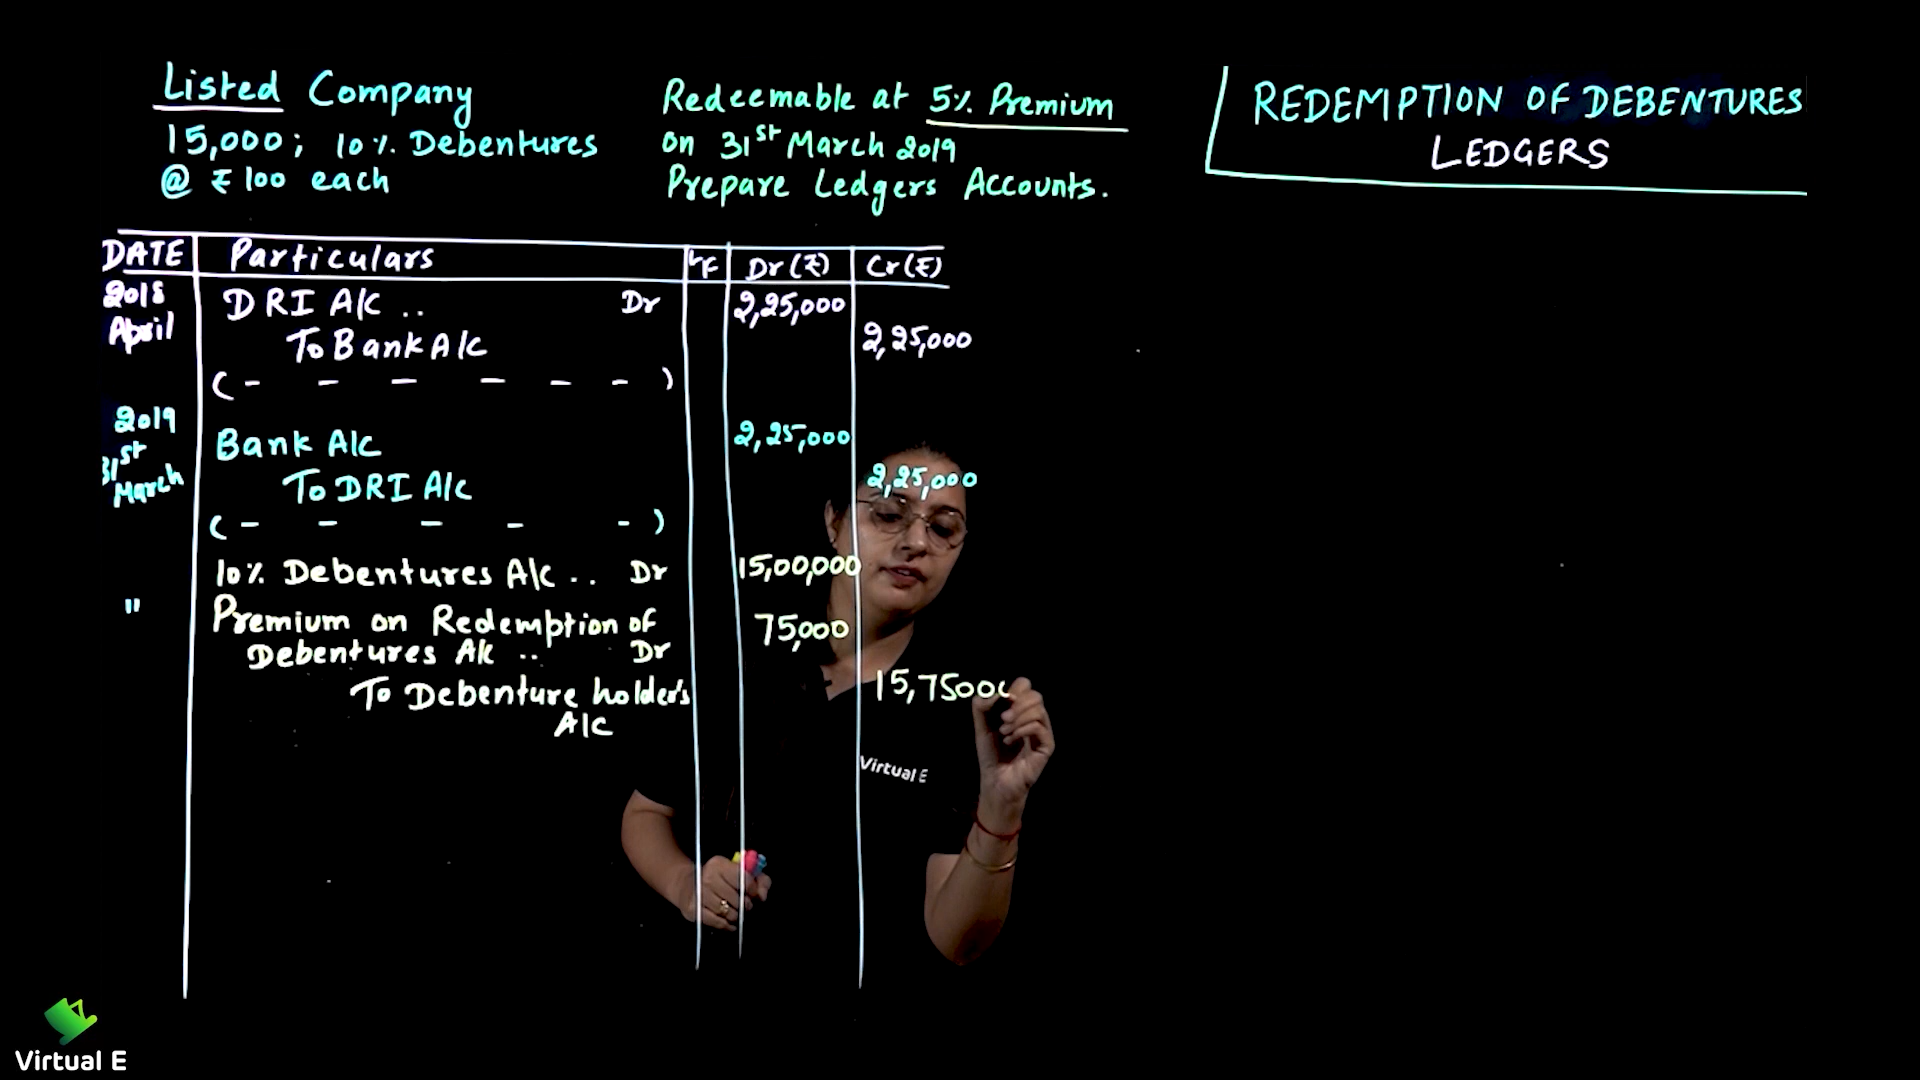 Listed Company
15,000; 10% Debentures
@ ₹100 each
Redeemable at 5% Premium
on 31st March 2019
Prepare Ledgers Accounts.
REDEMPTION OF DEBENTURES
LEDGERS
DATE Particulars LF Dr (₹) Cr (₹)
2018 April DRI A/c .. Dr 2,25,000
To Bank A/c 2,25,000
(- - - - - -)
2019 31st March Bank A/c 2,25,000
To DRI A/c 2,25,000
(- - - - -)
10% Debentures A/c .. Dr 15,00,000
" Premium on Redemption of 75,000
Debentures A/c .. Dr
To Debenture holder's 15,75000
A/c
Virtual E
Virtual E